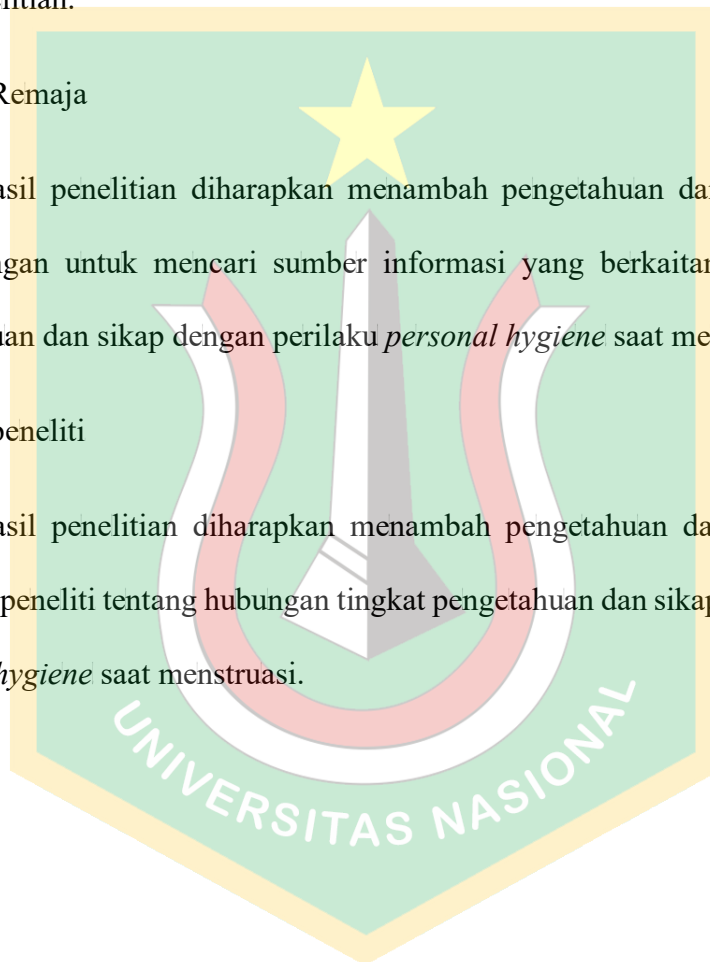 Remaja
asil penelitian diharapkan menambah pengetahuan da
ngan untuk mencari sumber informasi yang berkaitan
uan dan sikap dengan perilaku personal hygiene saat me
peneliti
asil penelitian diharapkan menambah pengetahuan da
peneliti tentang hubungan tingkat pengetahuan dan sikap
hygiene saat menstruasi.
UNIVERSITAS NASIONAL